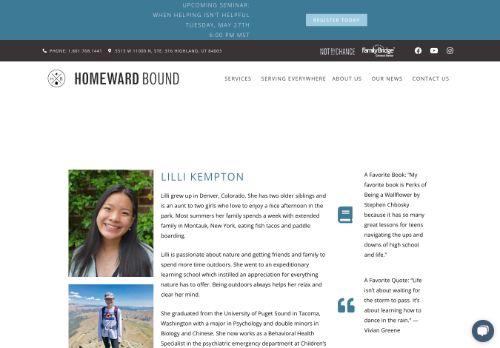 UPCOMING SEMINAR:
WHEN HELPING ISN'T HELPFUL
TUESDAY, MAY 27TH
6:00 PM MST
REGISTER TODAY
PHONE: 1.801.768.1441
5513 W 11000 N, STE. 316 HIGHLAND, UT 84003
NOT BY CHANCE
FamilyBridge
HOMEWARD BOUND
SERVICES
SERVING EVERYWHERE
ABOUT US
OUR NEWS
CONTACT US
LILLI KEMPTON
Lilli grew up in Denver, Colorado. She has two older siblings and
is an aunt to two girls who love to enjoy a nice afternoon in the
park. Most summers her family spends a week with extended
family in Montauk, New York, eating fish tacos and paddle
boarding.
Lilli is passionate about nature and getting friends and family to
spend more time outdoors. She went to an expeditionary
learning school which instilled an appreciation for everything
nature has to offer. Being outdoors always helps her relax and
clear her mind.
She graduated from the University of Puget Sound in Tacoma,
Washington with a major in Psychology and double minors in
Biology and Chinese. She now works as a Behavioral Health
Specialist in the psychiatric emergency department at Children's
A Favorite Book: "My
favorite book is Perks of
Being a Wallflower by
Stephen Chbosky
because it has so many
great lessons for teens
navigating the ups and
downs of high school
and life."
A Favorite Quote: "Life
isn't about waiting for
the storm to pass. It's
about learning how to
dance in the rain." —
Vivian Greene